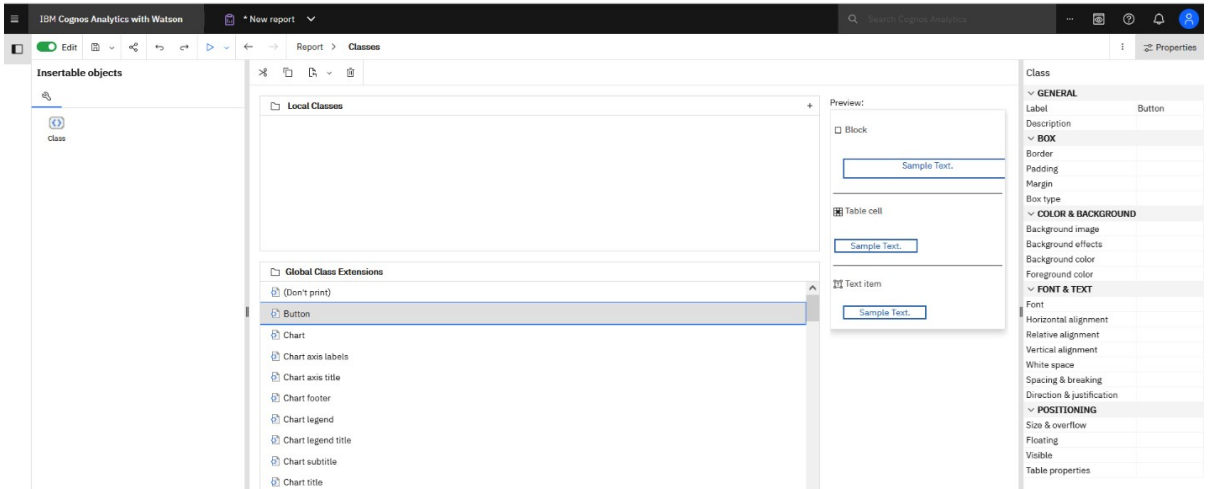 IBM Cognos Analytics with Watson
* New report
Search Cognos Analytics
Edit
Report > Classes
Properties
Insertable objects
Class
Local Classes
+
Global Class Extensions
(Don't print)
Button
Chart
Chart axis labels
Chart axis title
Chart footer
Chart legend
Chart legend title
Chart subtitle
Chart title
Preview:
Block
Sample Text.
Table cell
Sample Text.
Text item
Sample Text.
Class
GENERAL
Label Button
Description
BOX
Border
Padding
Margin
Box type
COLOR & BACKGROUND
Background image
Background effects
Background color
Foreground color
FONT & TEXT
Font
Horizontal alignment
Relative alignment
Vertical alignment
White space
Spacing & breaking
Direction & justification
POSITIONING
Size & overflow
Floating
Visible
Table properties